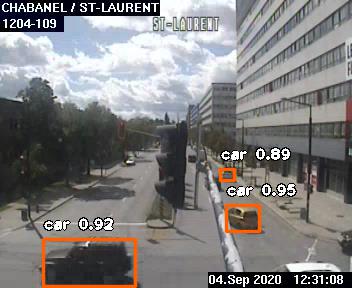 CHABANEL / ST-LAURENT
1204-109
ST-LAURENT
car 0.89
car 0.95
car 0.92
04.Sep 2020 12:31:08